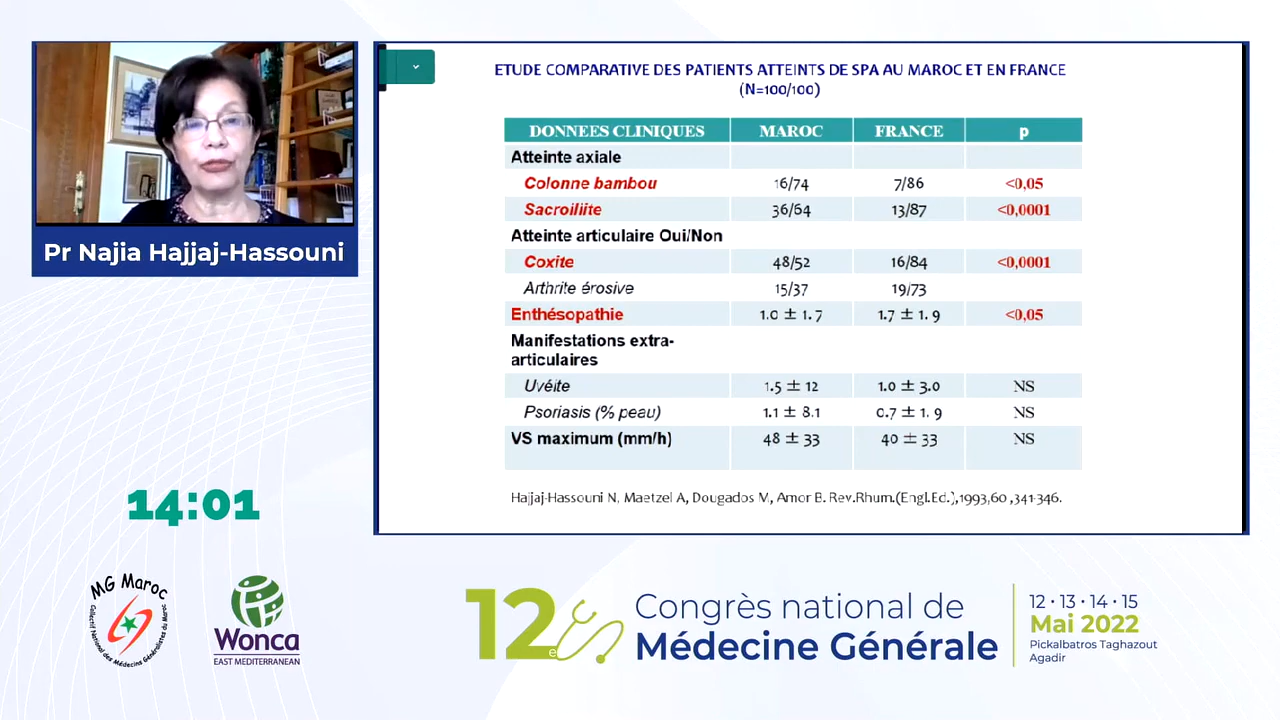 Pr Najia Hajjaj-Hassouni
ETUDE COMPARATIVE DES PATIENTS ATTEINTS DE SPA AU MAROC ET EN FRANCE
(N=100/100)
DONNEES CLINIQUES MAROC FRANCE p
Atteinte axiale
Colonne bambou 16/74 7/86 <0,05
Sacroiliite 36/64 13/87 <0,0001
Atteinte articulaire Oui/Non
Coxite 48/52 16/84 <0,0001
Arthrite érosive 15/37 19/73
Enthésopathie 1.0 ± 1.7 1.7 ± 1.9 <0,05
Manifestations extra-
articulaires
Uvéite 1.5 ± 12 1.0 ± 3.0 NS
Psoriasis (% peau) 1.1 ± 8.1 0.7 ± 1.9 NS
VS maximum (mm/h) 48 ± 33 40 ± 33 NS
Hajjaj-Hassouni N, Maetzel A, Dougados M, Amor B. Rev.Rhum.(Engl.Ed.),1993,60 ,341-346.
14:01
MG Maroc
Collectif National des Médecins Généralistes du Maroc
Wonca
EAST MEDITERRANEAN
12e
Congrès national de
Médecine Générale
12 · 13 · 14 · 15
Mai 2022
Pickalbatros Taghazout
Agadir